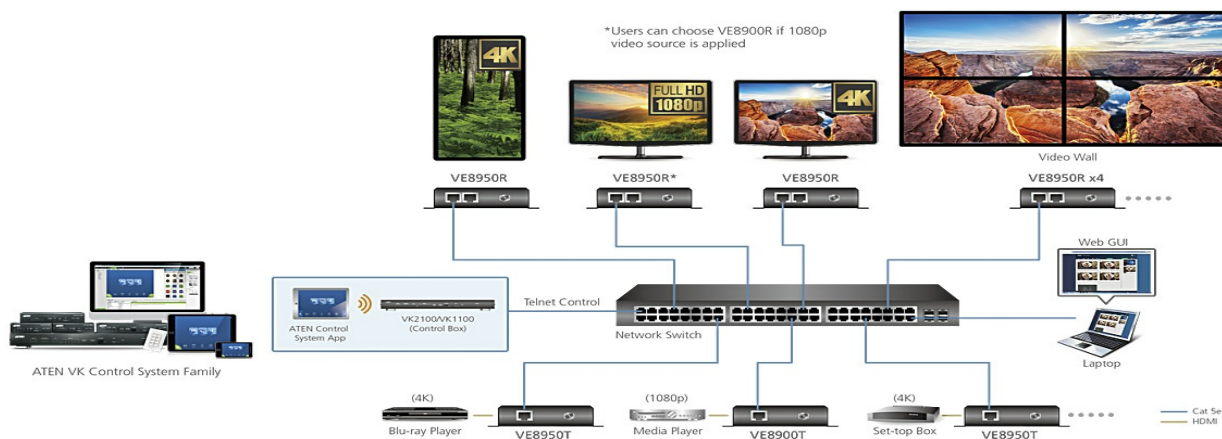 *Users can choose VE8900R if 1080p
video source is applied
4K
FULL HD
1080p
4K
Video Wall
VE8950R
VE8950R*
VE8950R
VE8950R x4
Web GUI
Telnet Control
ATEN Control
System App
VK2100/VK1100
(Control Box)
Network Switch
Laptop
ATEN VK Control System Family
(4K)
Blu-ray Player
VE8950T
(1080p)
Media Player
VE8900T
(4K)
Set-top Box
VE8950T
Cat Se
HDMI